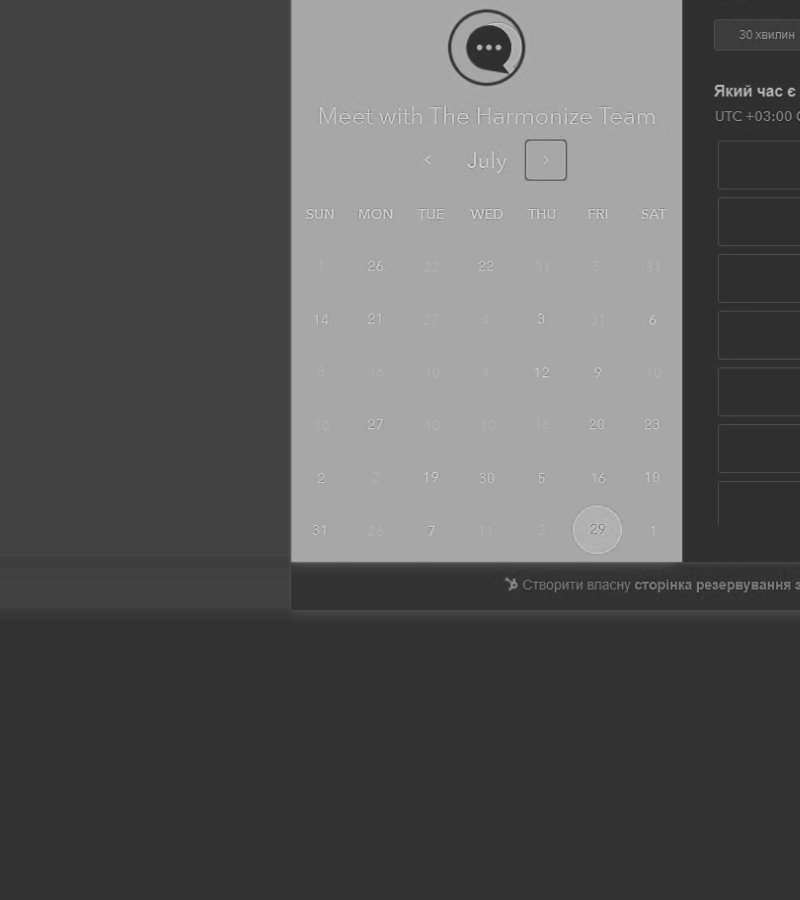 30 хвилин
Який час є
UTC +03:00
Meet with The Harmonize Team
July
SUN MON TUE WED THU FRI SAT
1 26 22 22 31 5 31
14 21 27 4 3 31 6
8 16 10 4 12 9 10
10 27 10 10 16 20 23
2 2 19 30 5 16 10
31 26 7 11 2 29 1
Створити власну сторінка резервування